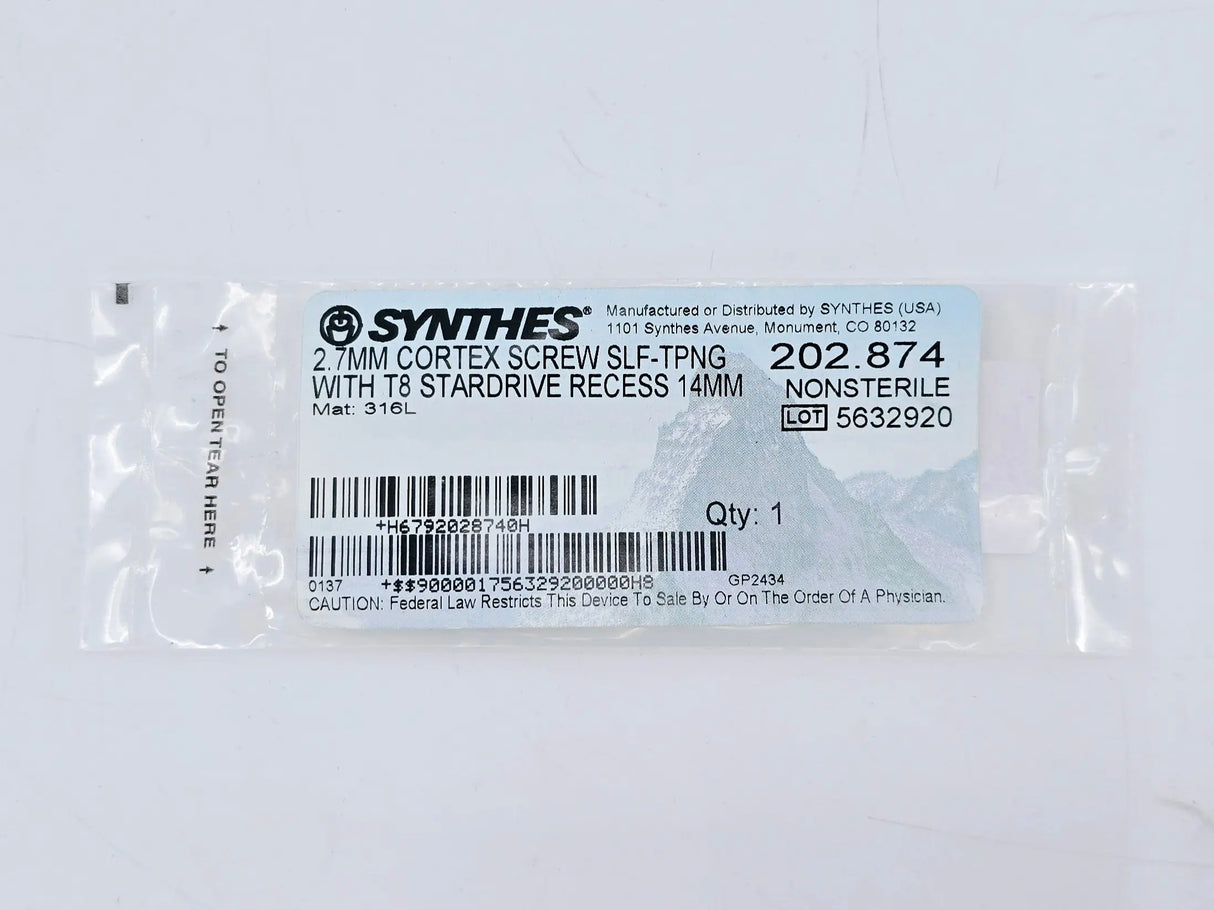 ↑ TO OPEN TEAR HERE ↑
SYNTHES®
Manufactured or Distributed by SYNTHES (USA)
1101 Synthes Avenue, Monument, CO 80132
2.7MM CORTEX SCREW SLF-TPNG
WITH T8 STARDRIVE RECESS 14MM
Mat: 316L
202.874
NONSTERILE
LOT 5632920
+H6792028740H
Qty: 1
0137 +$$90000175632920000​0H8 GP2434
CAUTION: Federal Law Restricts This Device To Sale By Or On The Order Of A Physician.